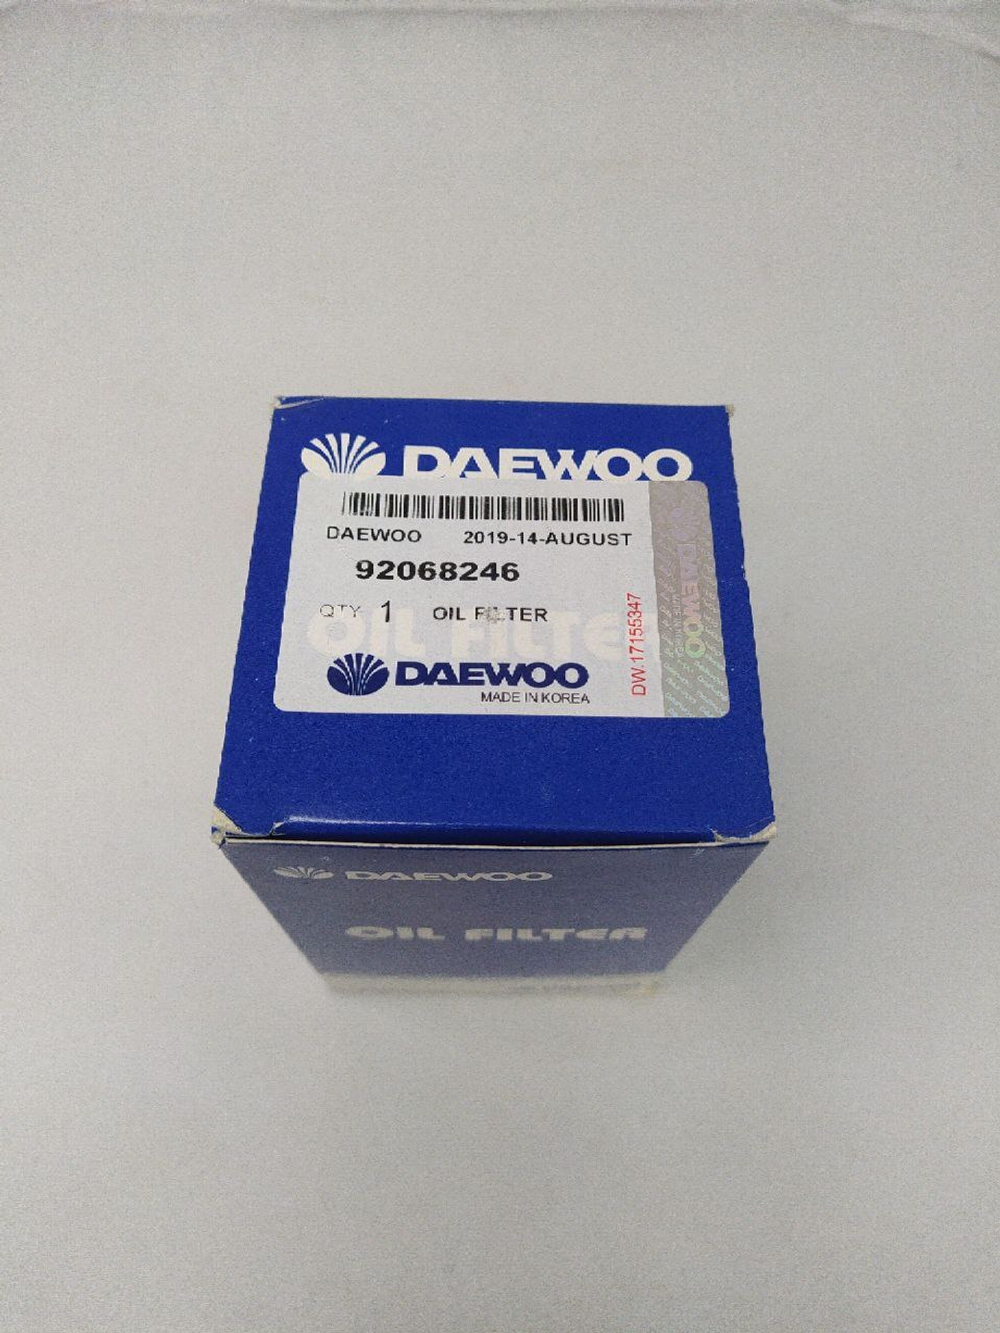 DAEWOO
DAEWOO 2019-14-AUGUST
92068246
QTY 1 OIL FILTER
OIL FILTE
DAEWOO
MADE IN KOREA
DW.17155347
DAEWOO
DAEWOO
OIL FILTER